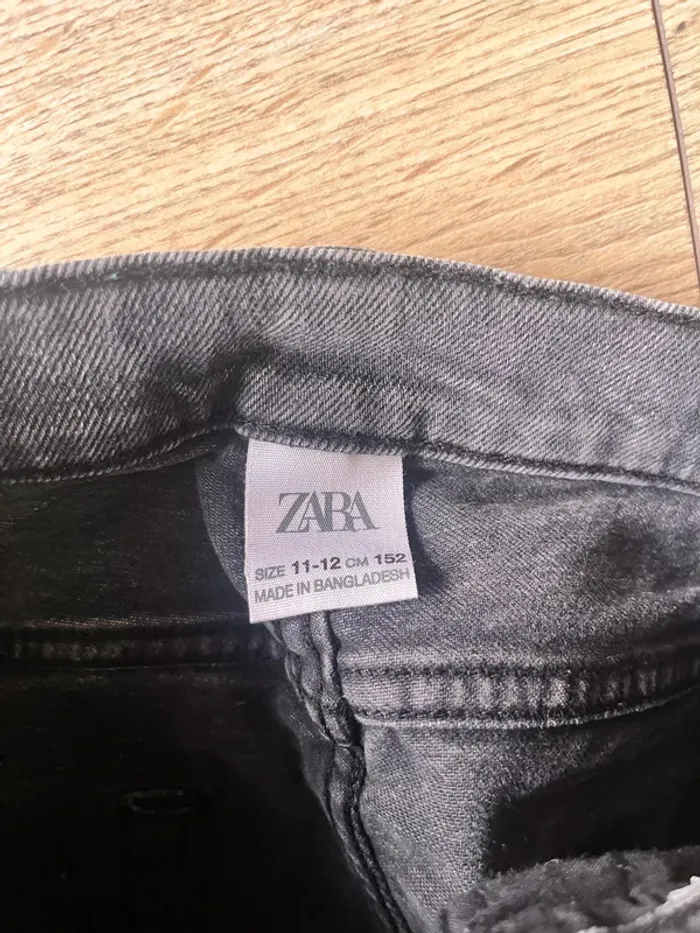 ZARA
SIZE 11-12 CM 152
MADE IN BANGLADESH